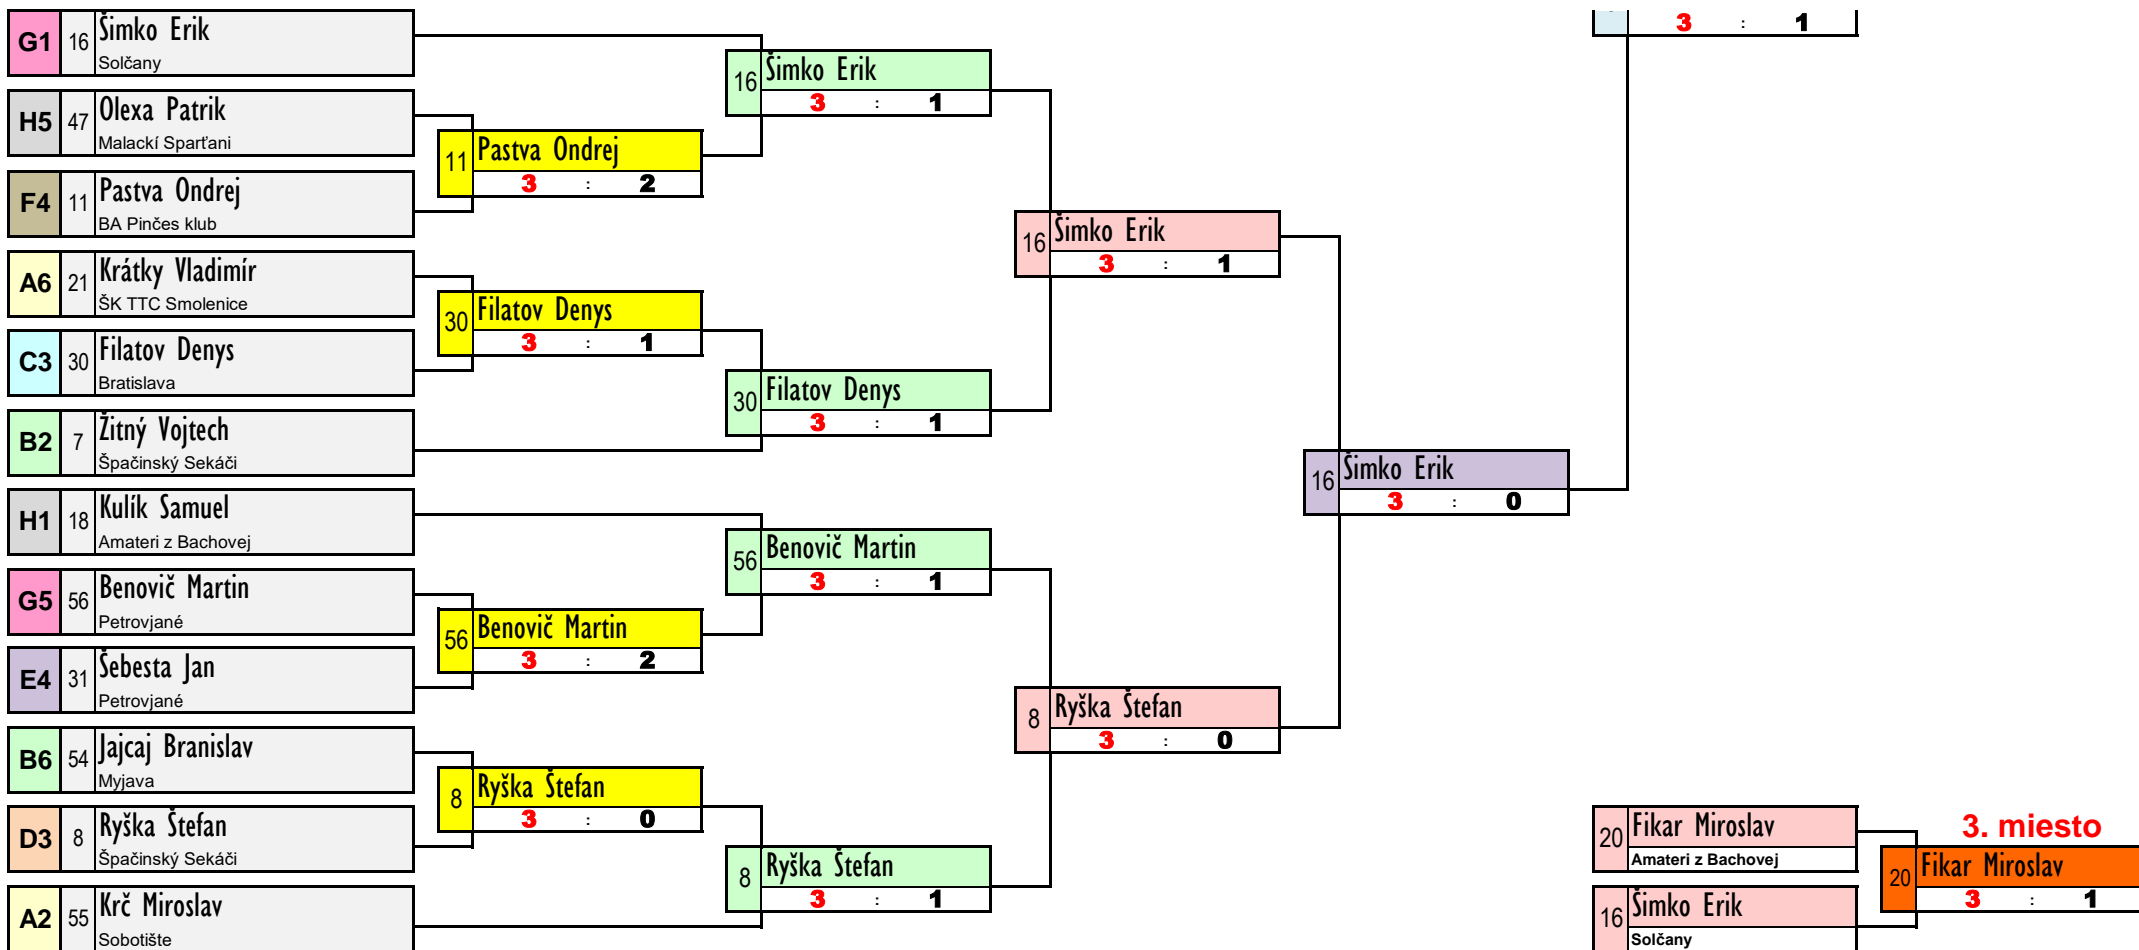 G1 16 Šimko Erik
Solčany
H5 47 Olexa Patrik
Malackí Sparťani
F4 11 Pastva Ondrej
BA Pinčes klub
A6 21 Krátky Vladimír
ŠK TTC Smolenice
C3 30 Filatov Denys
Bratislava
B2 7 Žitný Vojtech
Špačinský Sekáči
H1 18 Kulík Samuel
Amateri z Bachovej
G5 56 Benovič Martin
Petrovjané
E4 31 Šebesta Jan
Petrovjané
B6 54 Jajcaj Branislav
Myjava
D3 8 Ryška Štefan
Špačinský Sekáči
A2 55 Krč Miroslav
Sobotište
11 Pastva Ondrej
3 : 2
30 Filatov Denys
3 : 1
56 Benovič Martin
3 : 2
8 Ryška Štefan
3 : 0
16 Šimko Erik
3 : 1
30 Filatov Denys
3 : 1
56 Benovič Martin
3 : 1
8 Ryška Štefan
3 : 1
16 Šimko Erik
3 : 1
8 Ryška Štefan
3 : 0
16 Šimko Erik
3 : 0
3 : 1
20 Fikar Miroslav
Amateri z Bachovej
16 Šimko Erik
Solčany
3. miesto
20 Fikar Miroslav
3 : 1